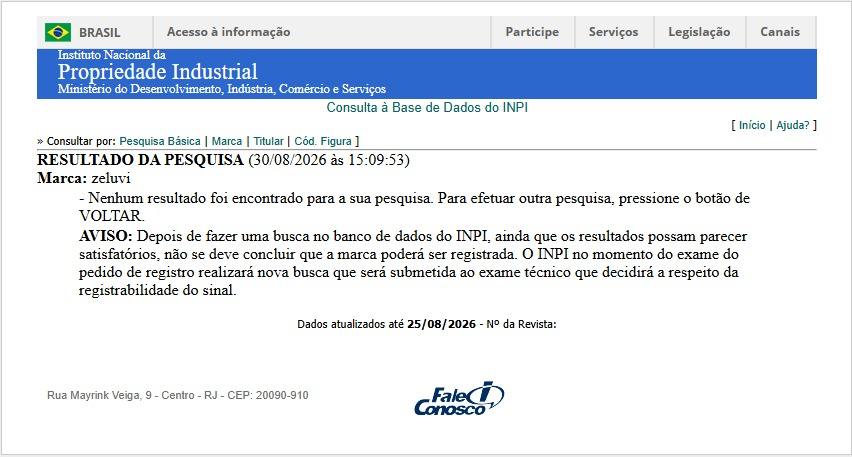 BRASIL
Acesso à informação
Participe
Serviços
Legislação
Canais
Instituto Nacional da
Propriedade Industrial
Ministério do Desenvolvimento, Indústria, Comércio e Serviços
Consulta à Base de Dados do INPI
[ Início | Ajuda? ]
» Consultar por: Pesquisa Básica | Marca | Titular | Cód. Figura ]
RESULTADO DA PESQUISA (30/08/2026 às 15:09:53)
Marca: zeluvi
- Nenhum resultado foi encontrado para a sua pesquisa. Para efetuar outra pesquisa, pressione o botão de
VOLTAR.
AVISO: Depois de fazer uma busca no banco de dados do INPI, ainda que os resultados possam parecer
satisfatórios, não se deve concluir que a marca poderá ser registrada. O INPI no momento do exame do
pedido de registro realizará nova busca que será submetida ao exame técnico que decidirá a respeito da
registrabilidade do sinal.
Dados atualizados até 25/08/2026 - Nº da Revista:
Rua Mayrink Veiga, 9 - Centro - RJ - CEP: 20090-910
Fale
Conosco